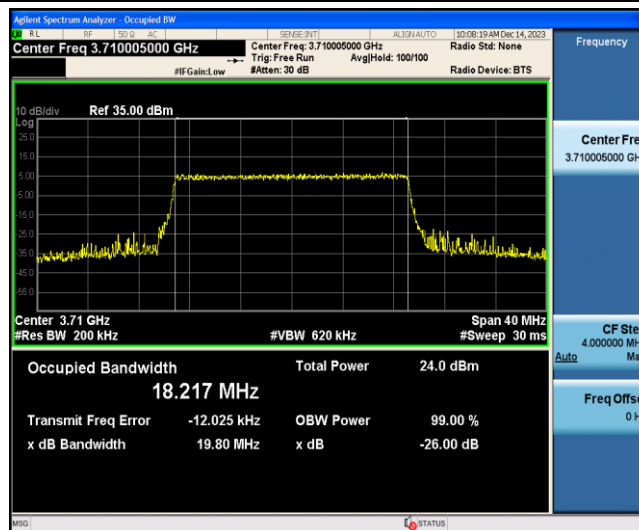 Agilent Spectrum Analyzer - Occupied BW
RL RF 50 Ω AC SENSE:INT ALIGN AUTO 10:08:19 AM Dec 14, 2023
Center Freq 3.710005000 GHz Center Freq: 3.710005000 GHz Radio Std: None
Trig: Free Run Avg|Hold: 100/100
#IFGain:Low #Atten: 30 dB Radio Device: BTS
10 dB/div Ref 35.00 dBm
Log
25.0
15.0
5.00
-5.00
-15.0
-25.0
-35.0
-45.0
-55.0
Center 3.71 GHz Span 40 MHz
#Res BW 200 kHz #VBW 620 kHz #Sweep 30 ms
Occupied Bandwidth Total Power 24.0 dBm
18.217 MHz
Transmit Freq Error -12.025 kHz OBW Power 99.00 %
x dB Bandwidth 19.80 MHz x dB -26.00 dB
MSG STATUS
Frequency
Center Fre
3.710005000 GH
CF Ste
4.000000 MH
Auto Ma
Freq Offse
0 H